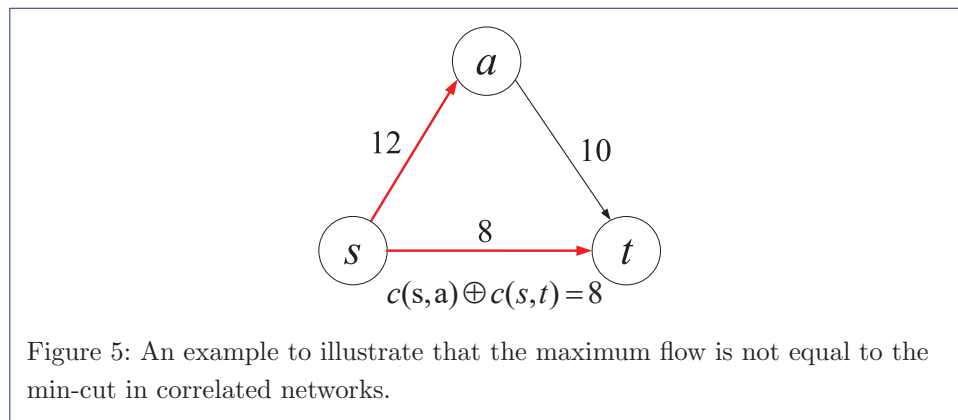 a
12
10
s
8
t
c(s,a)⊕c(s,t)=8
Figure 5: An example to illustrate that the maximum flow is not equal to the
min-cut in correlated networks.